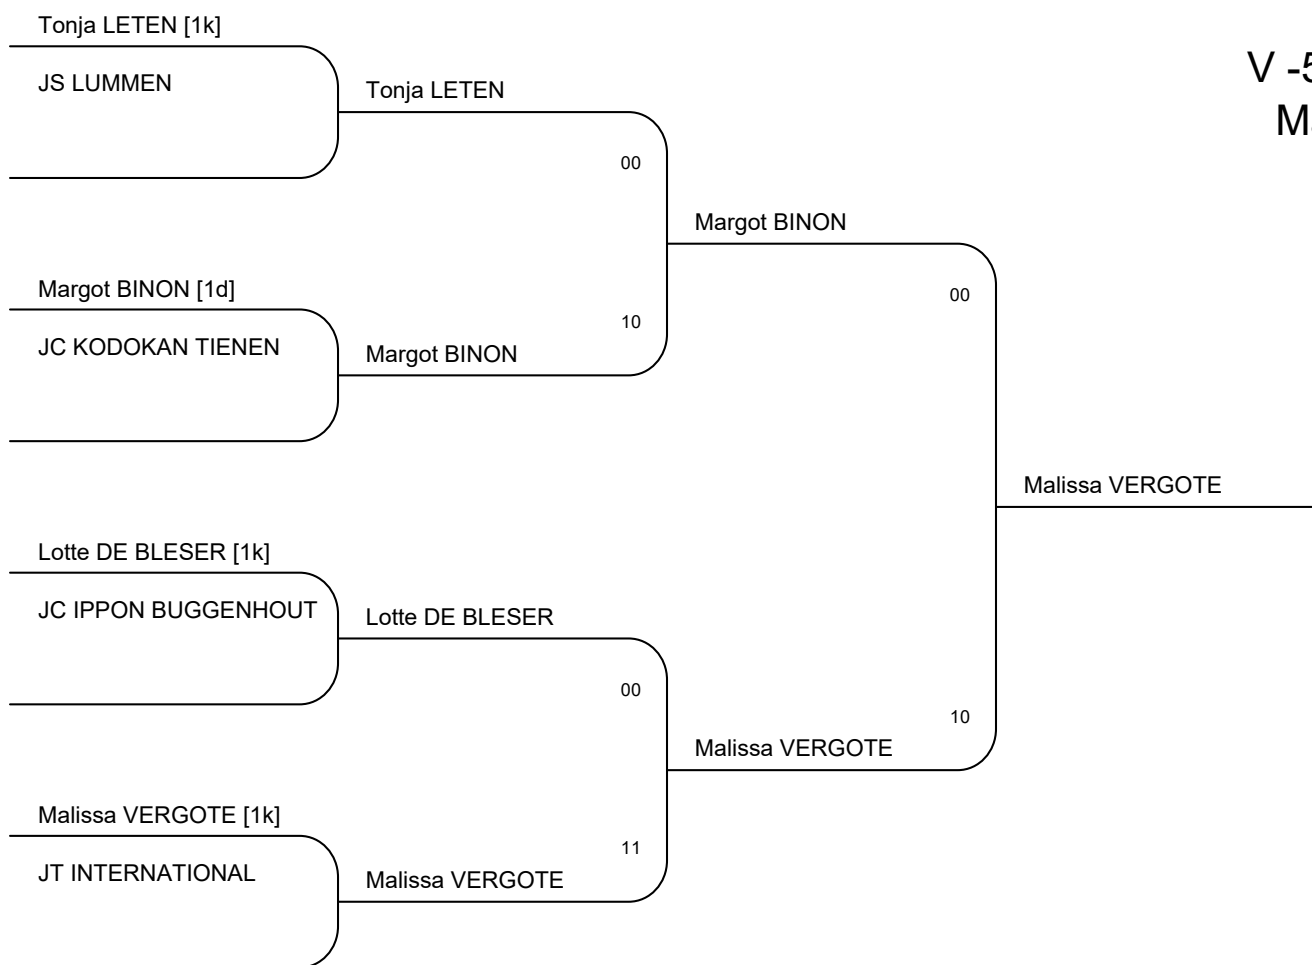 Tonja LETEN [1k]
JS LUMMEN
Tonja LETEN
V -5
00
Margot BINON
Margot BINON [1d]
00
10
JC KODOKAN TIENEN
Margot BINON
Malissa VERGOTE
Lotte DE BLESER [1k]
JC IPPON BUGGENHOUT
Lotte DE BLESER
00
10
Malissa VERGOTE
Malissa VERGOTE [1k]
11
JT INTERNATIONAL
Malissa VERGOTE